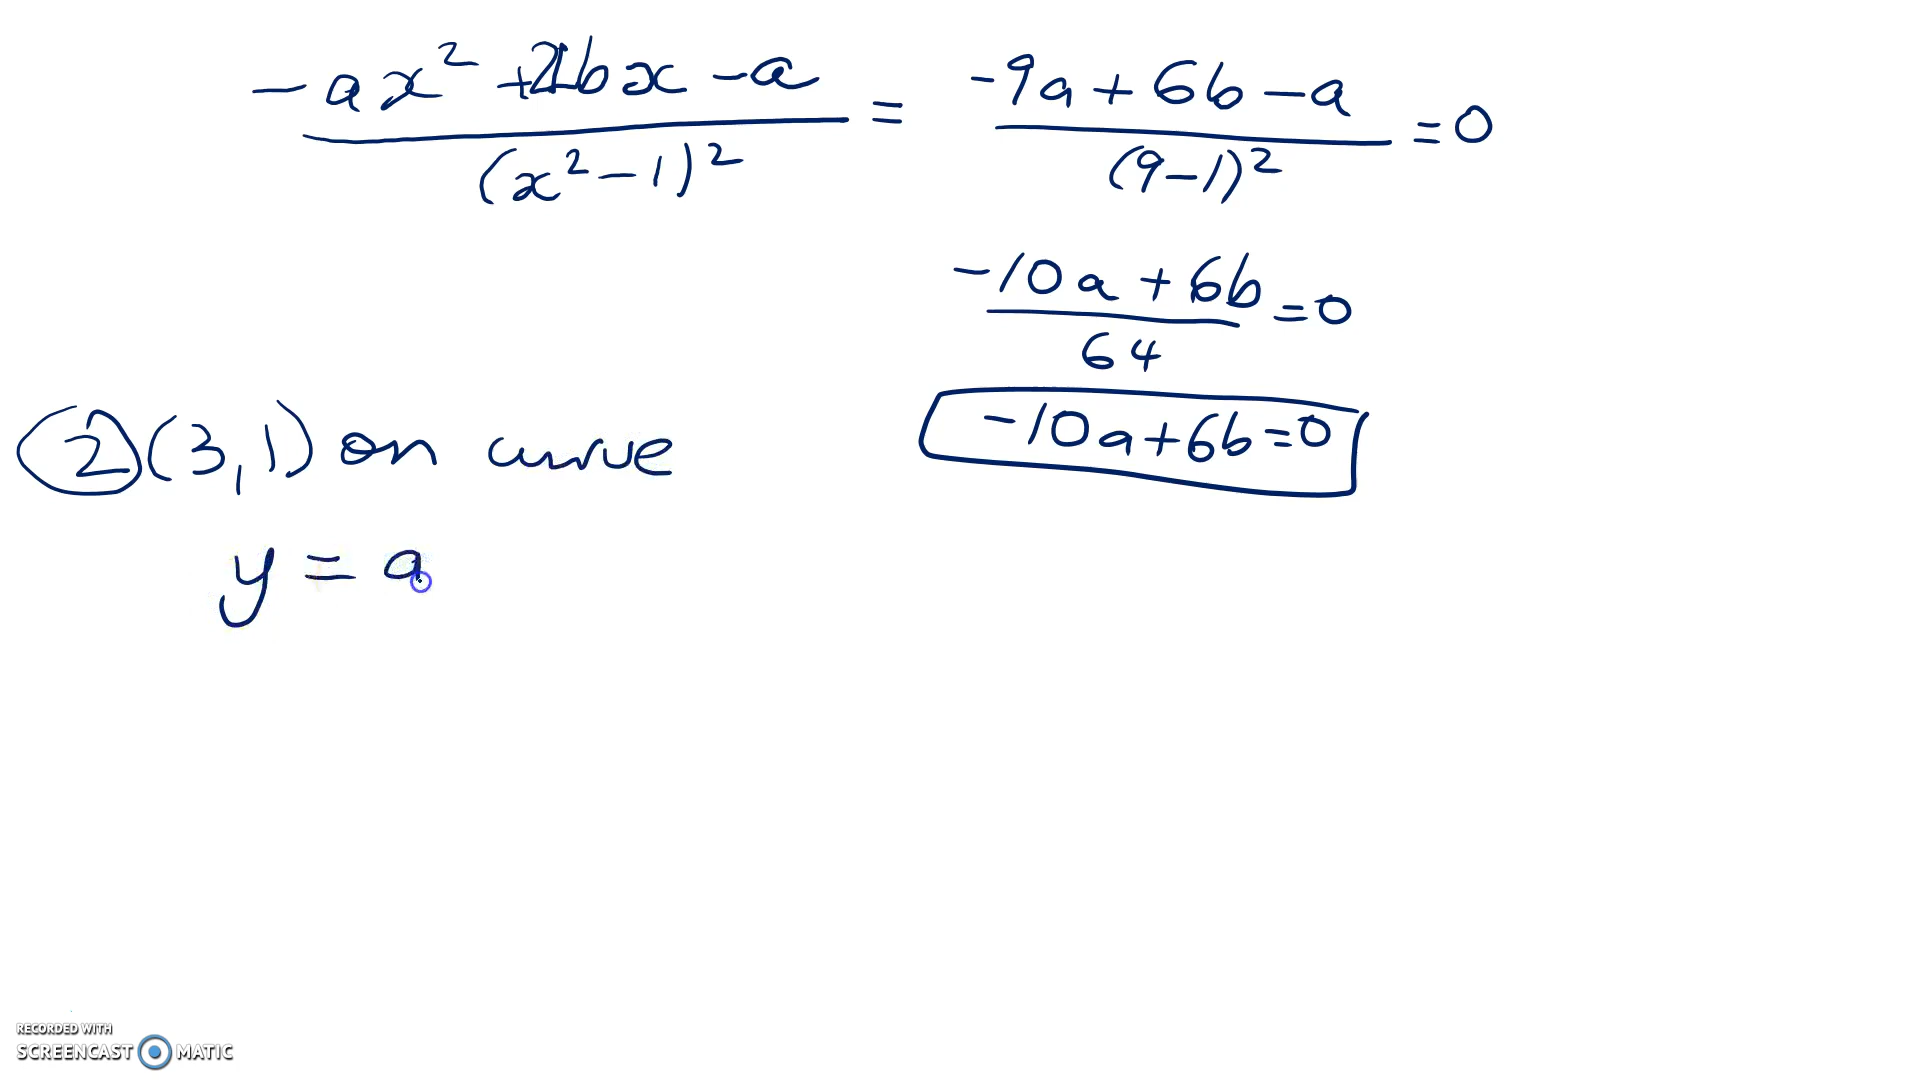 -ax² + 2bx - a / (x² - 1)² = -9a + 6b - a / (9 - 1)² = 0
-10a + 6b / 64 = 0
-10a + 6b = 0
② (3, 1) on curve
y = a
RECORDED WITH
SCREENCAST MATIC